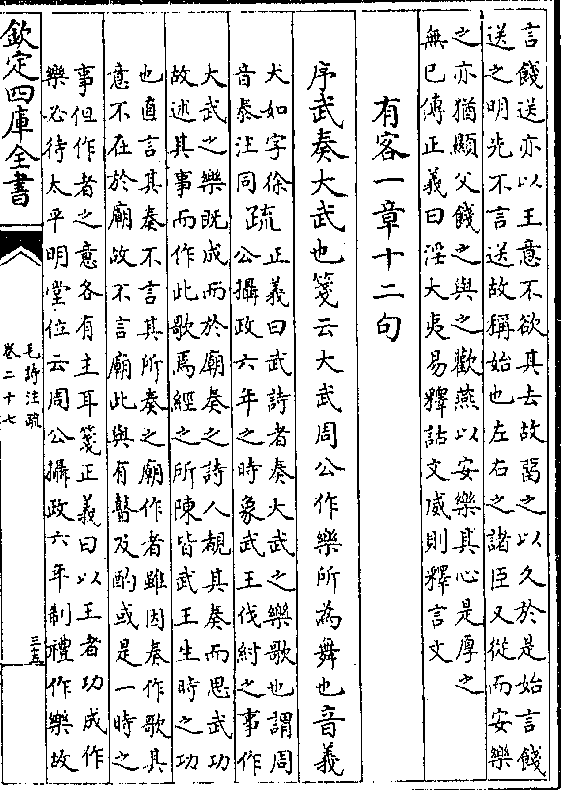 言餞送亦以王意不欲其去故留之以久於是始言餞
送之明先不言送故稱始也左右之諸臣又從而安樂
之亦猶顯父餞之與之歡燕以安樂其心是厚之
無已傳正義曰淫大夷易釋詁文威則釋言文
有客一章十二句
序武奏大武也箋云大武周公作樂所為舞也音義
大如字徐
音泰注同
疏
正義曰武詩者奏大武之樂歌也謂周
公攝政六年之時象武王伐紂之事作
大武之樂既成而於廟奏之詩人覩其奏而思武功
故述其事而作此歌焉經之所陳皆武王生時之功
也直言其奏不言其所奏之廟作者雖因奏作歌其
意不在於廟故不言廟此與有瞽及酌或是一時之
事但作者之意各有主耳箋正義曰以王者功成作
樂必待太平明堂位云周公攝政六年制禮作樂故
欽定四庫全書
毛詩注疏
卷二十七
三五